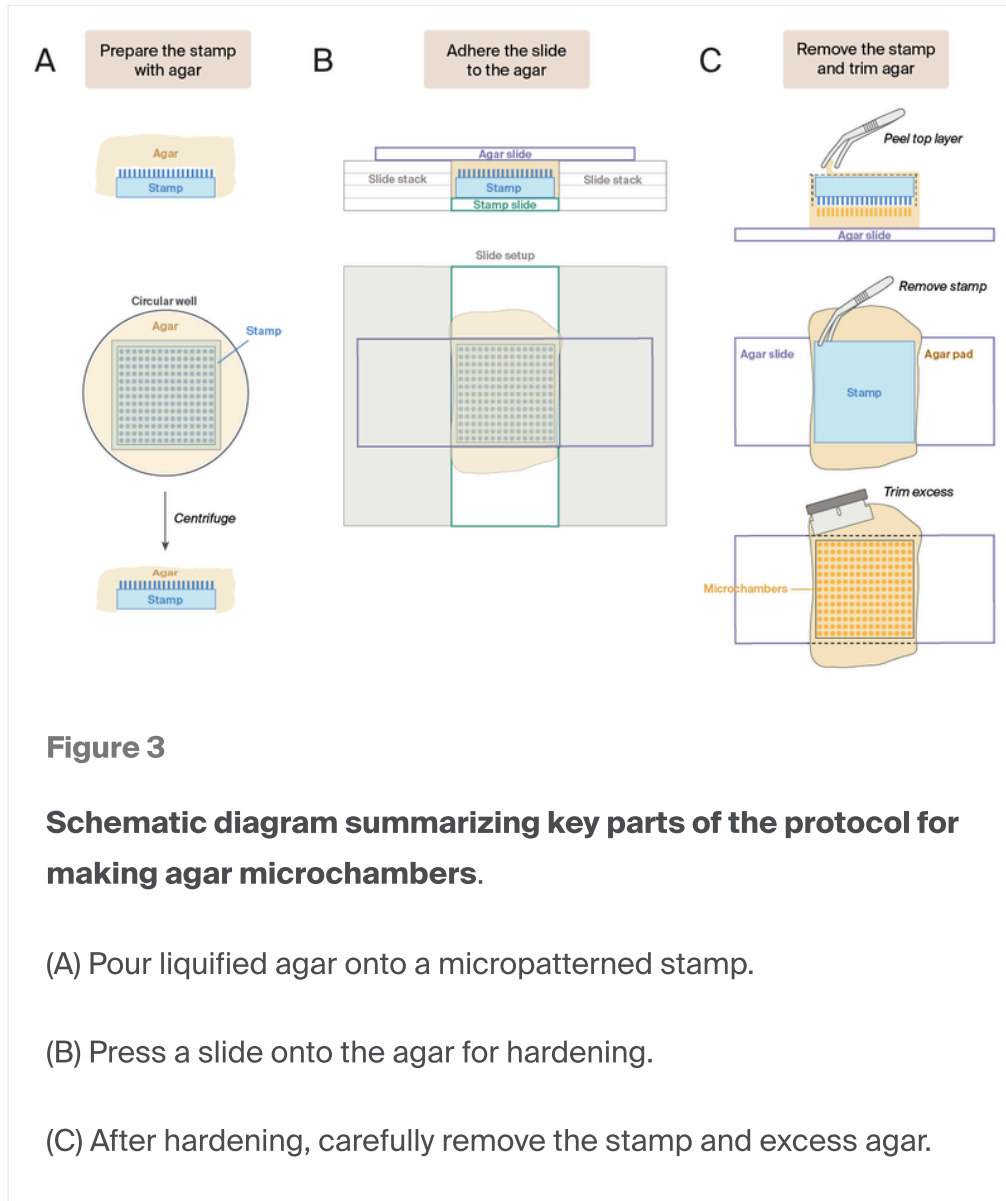 A
Prepare the stamp
with agar
Agar
Stamp
Circular well
Agar
Stamp
Centrifuge
Agar
Stamp
B
Adhere the slide
to the agar
Agar slide
Slide stack
Stamp
Slide stack
Stamp slide
Slide setup
C
Remove the stamp
and trim agar
Peel top layer
Agar slide
Remove stamp
Agar slide
Agar pad
Stamp
Trim excess
Microchambers
Figure 3
Schematic diagram summarizing key parts of the protocol for
making agar microchambers.
(A) Pour liquified agar onto a micropatterned stamp.
(B) Press a slide onto the agar for hardening.
(C) After hardening, carefully remove the stamp and excess agar.